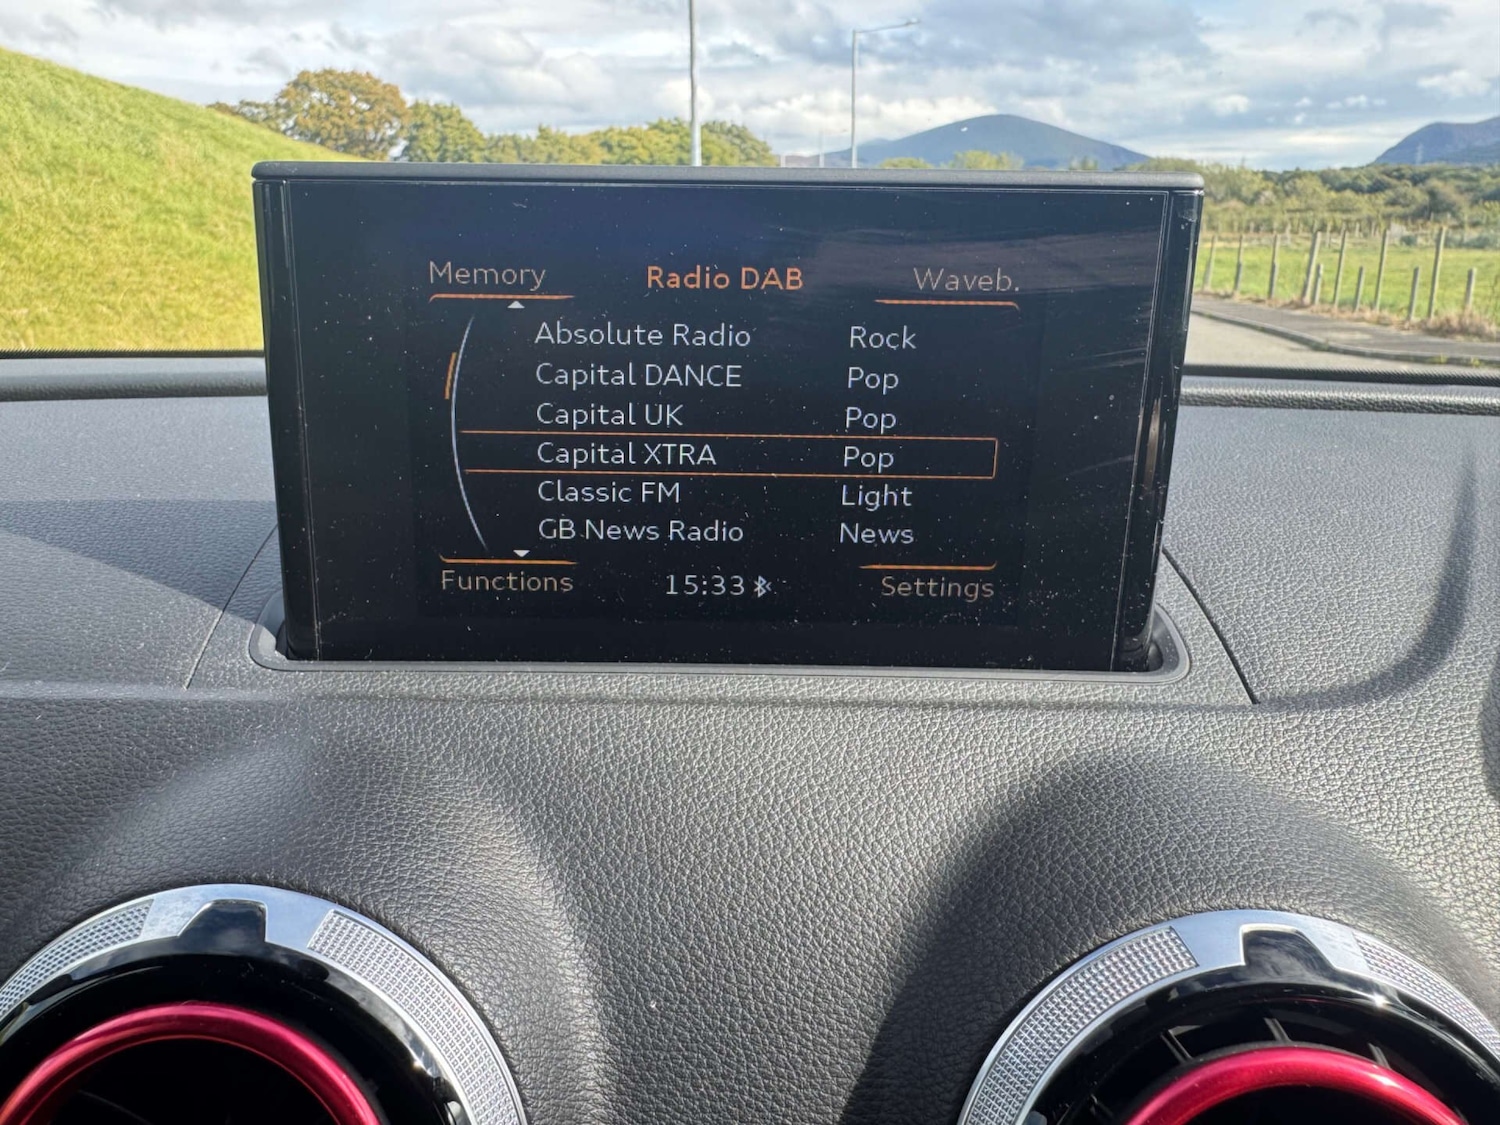 Memory Radio DAB Waveb.
Absolute Radio Rock
Capital DANCE Pop
Capital UK Pop
Capital XTRA Pop
Classic FM Light
GB News Radio News
Functions 15:33 Settings